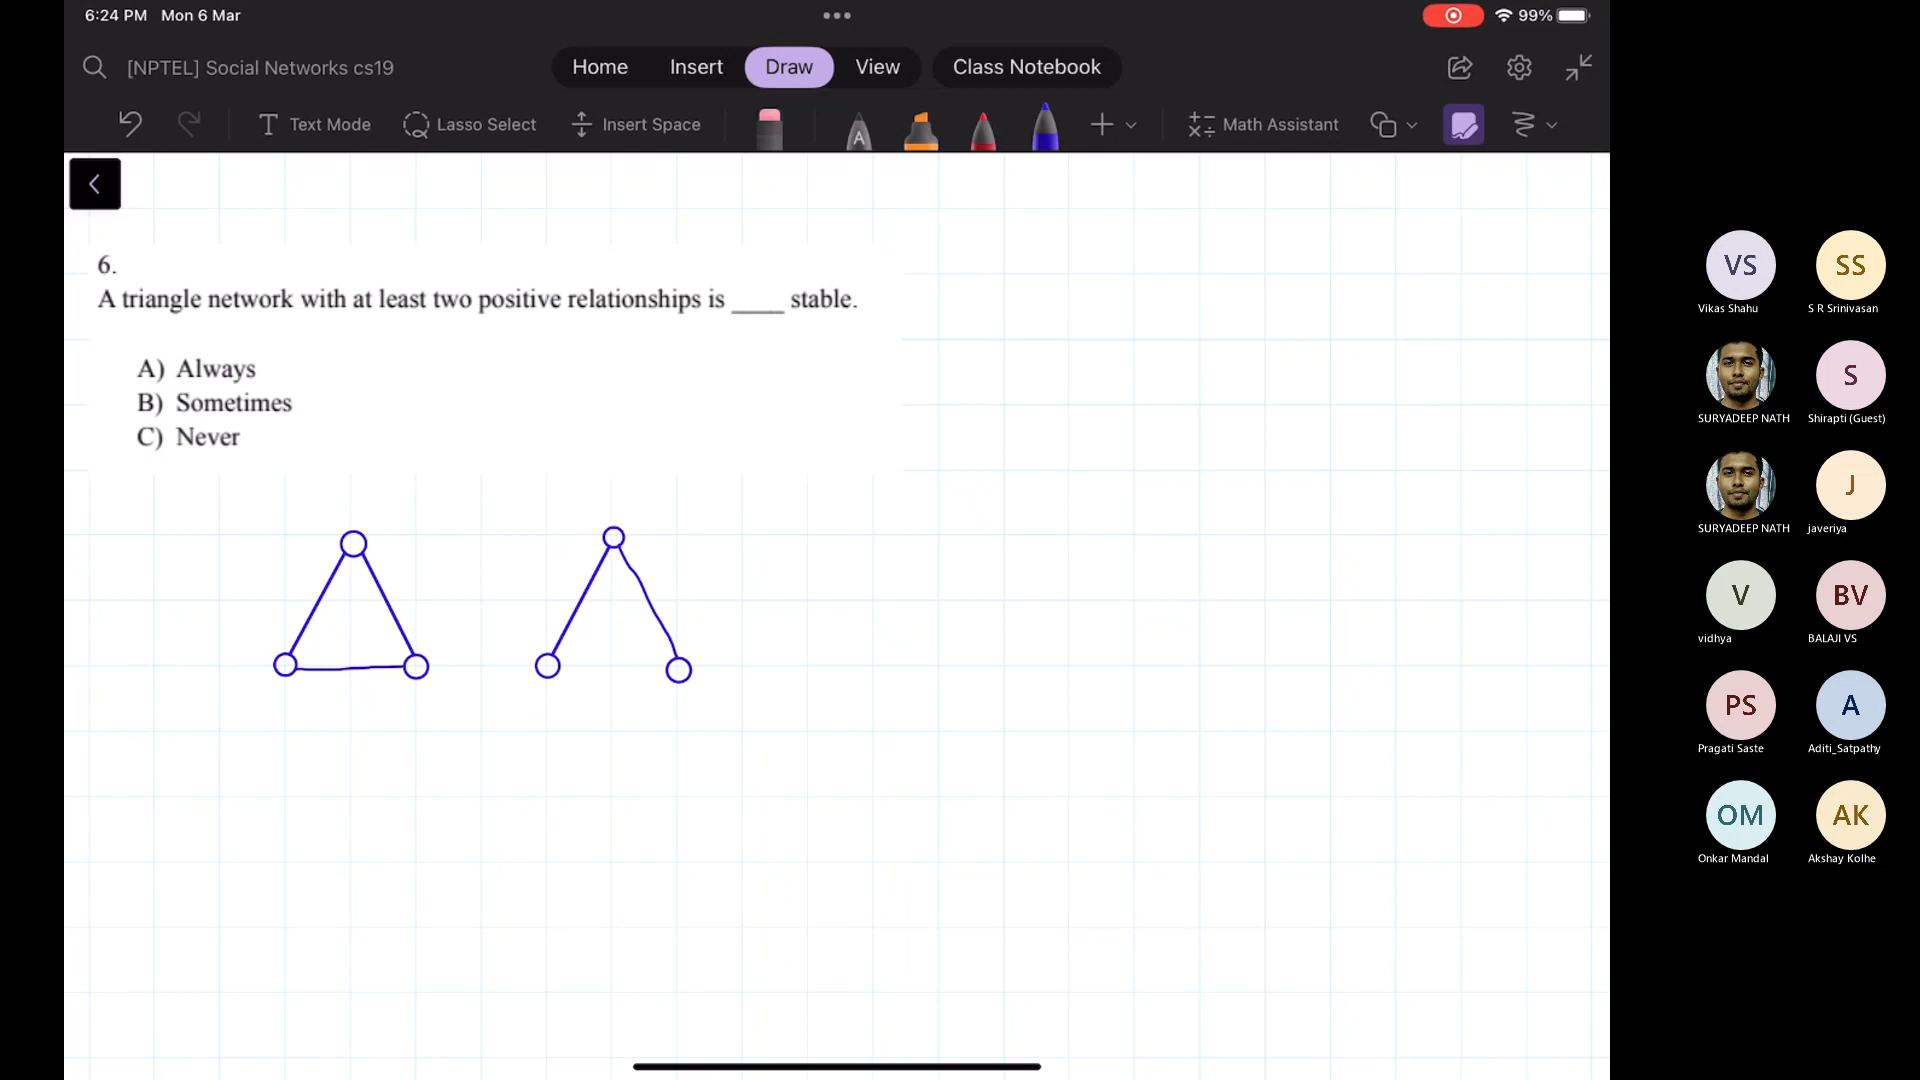 6:24 PM Mon 6 Mar
99%
[NPTEL] Social Networks cs19
Home Insert Draw View Class Notebook
Text Mode Lasso Select Insert Space A Math Assistant
6.
A triangle network with at least two positive relationships is ____ stable.
A) Always
B) Sometimes
C) Never
VS SS
Vikas Shahu S R Srinivasan
S
SURYADEEP NATH Shirapti (Guest)
J
SURYADEEP NATH javeriya
V BV
vidhya BALAJI VS
PS A
Pragati Saste Aditi_Satpathy
OM AK
Onkar Mandal Akshay Kolhe